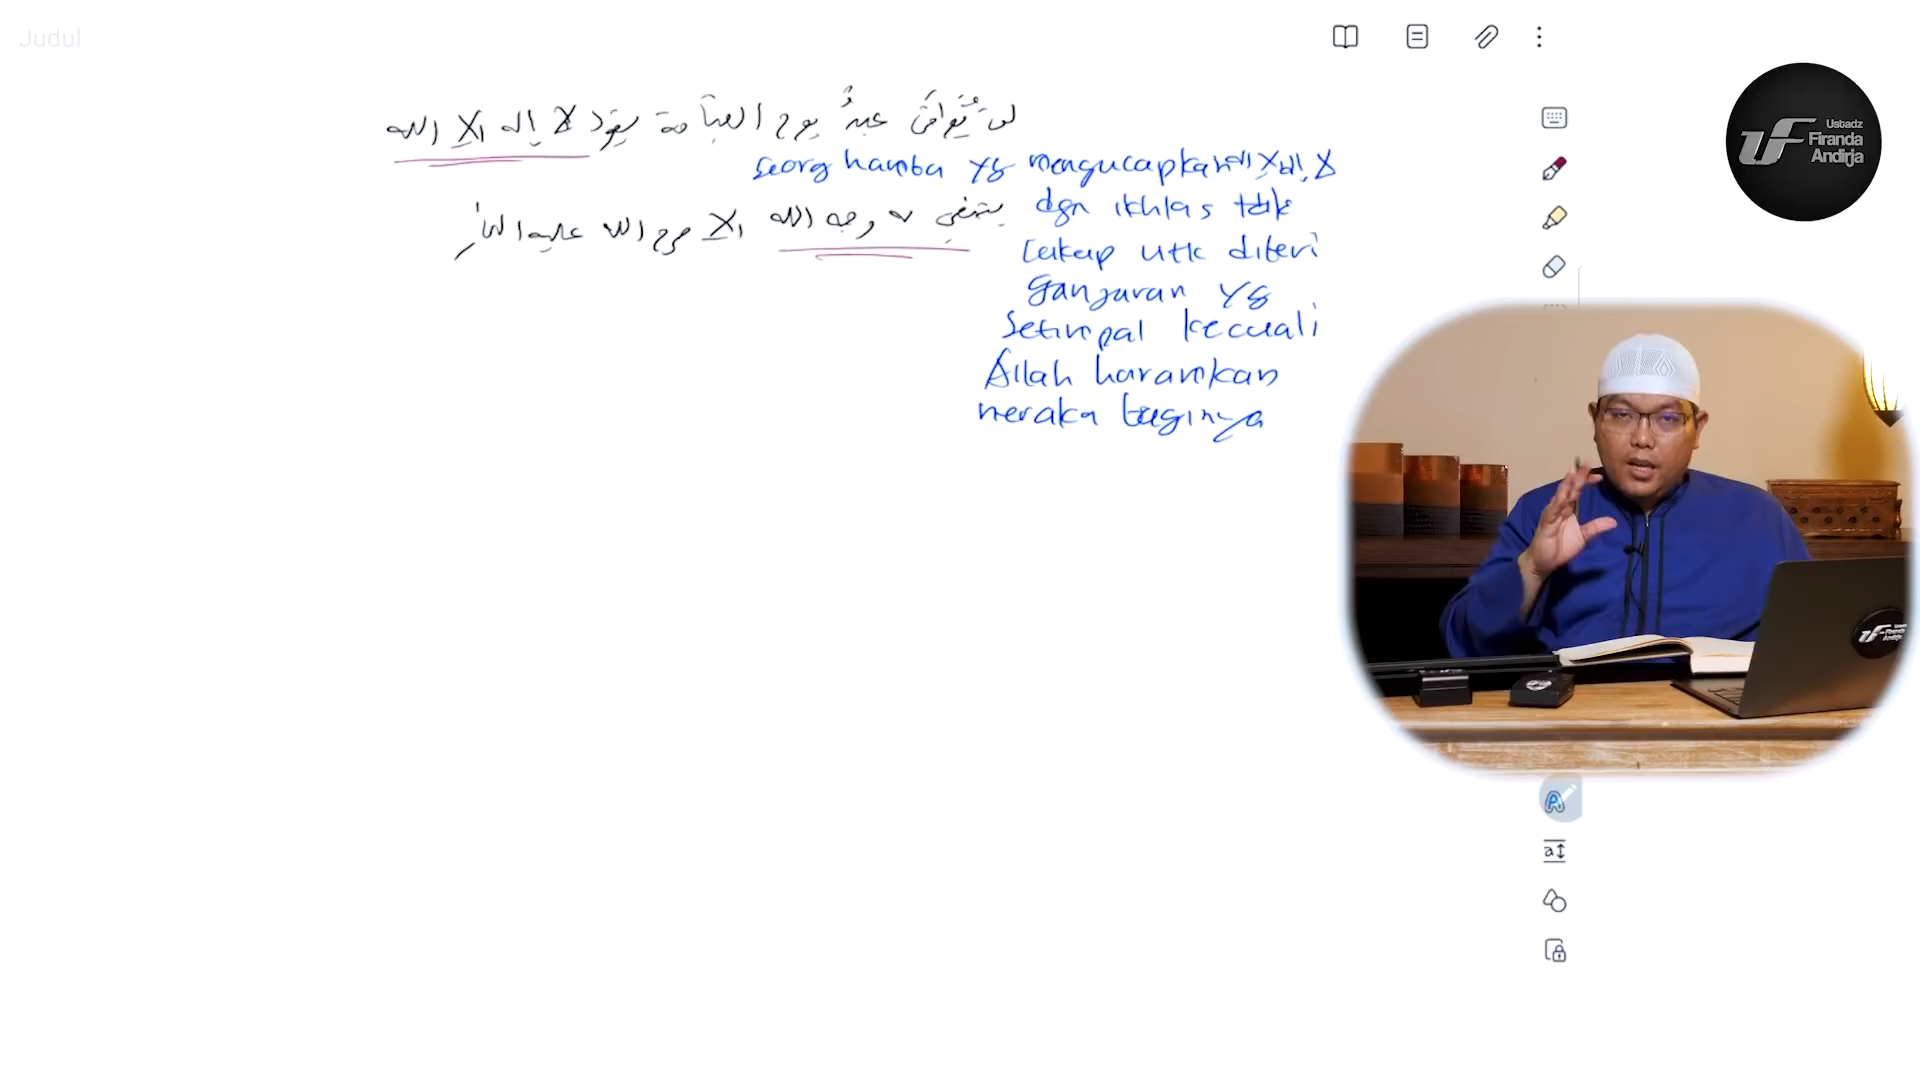 Judul
لن يُوَافَى عبدٌ يوم القيامة يقول لا إله إلا الله
seorg hamba yg mengucapkan لا إله إلا الله
يبتغي به وجه الله إلا حرم الله عليه النار
dgn ikhlas tdk
cukup utk diberi
ganjaran yg
setimpal kecuali
Allah haramkan
neraka baginya
Ustadz
Firanda
Andirja